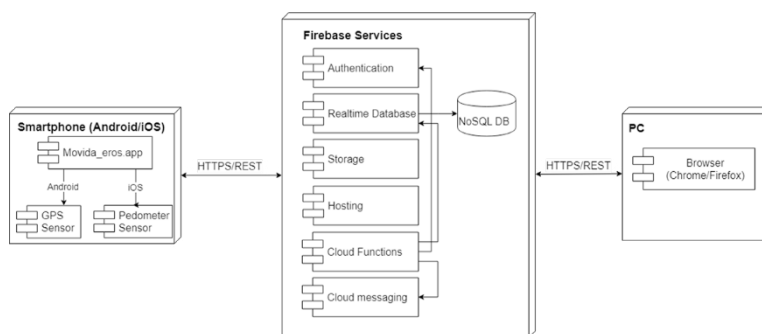 Firebase Services
Authentication
Realtime Database
NoSQL DB
Storage
Hosting
Cloud Functions
Cloud messaging
Smartphone (Android/iOS)
Movida_eros.app
Android
iOS
GPS
Sensor
Pedometer
Sensor
HTTPS/REST
HTTPS/REST
PC
Browser
(Chrome/Firefox)